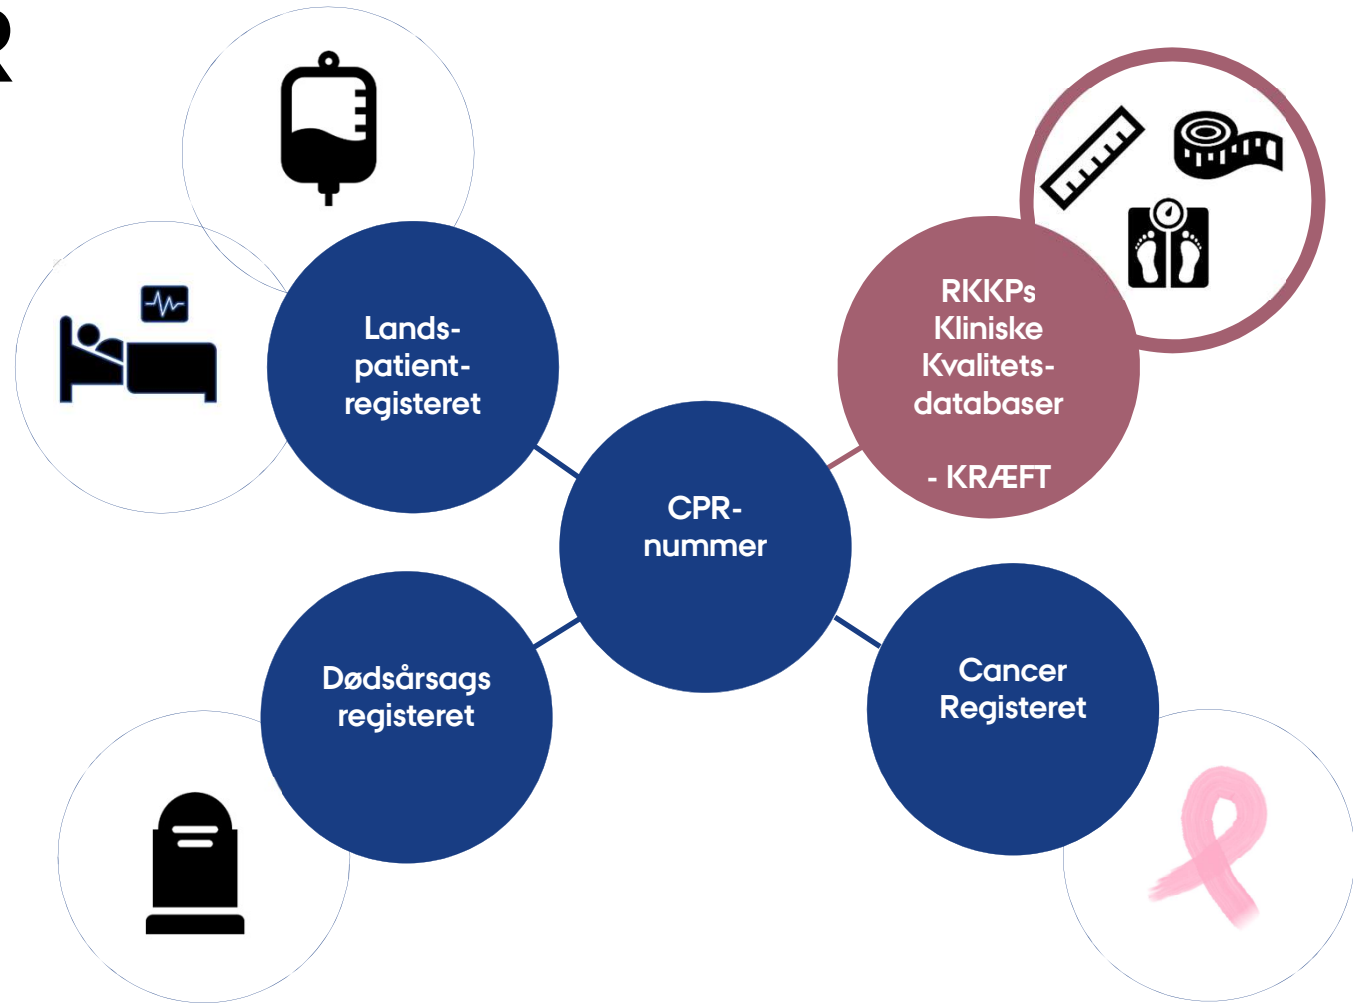 R
Lands-
patient-
registeret
RKKPs
Kliniske
Kvalitets-
databaser
- KRÆFT
CPR-
nummer
Dødsårsags
registeret
Cancer
Registeret